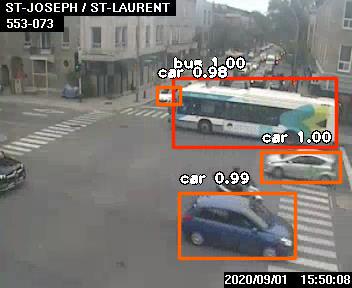 ST-JOSEPH / ST-LAURENT
553-073
bus 1.00
car 0.98
car 1.00
car 0.99
2020/09/01 15:50:08